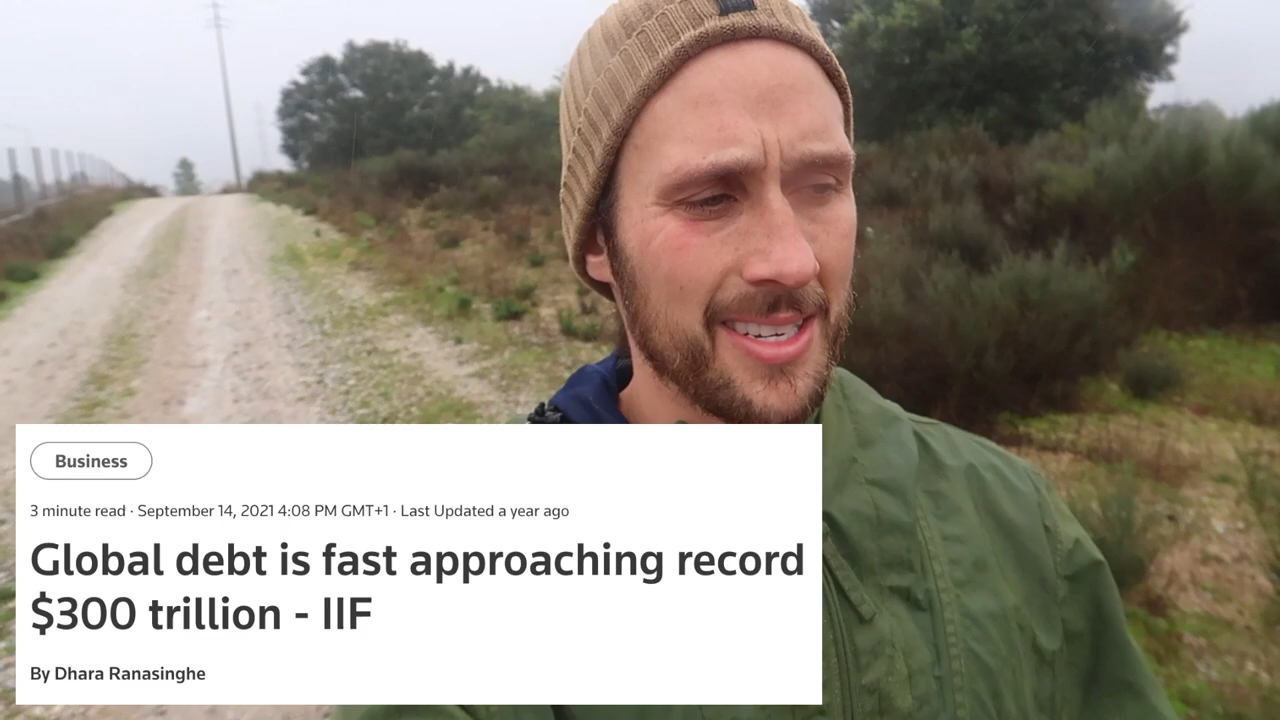 Business
3 minute read · September 14, 2021 4:08 PM GMT+1 · Last Updated a year ago
Global debt is fast approaching record
$300 trillion - IIF
By Dhara Ranasinghe